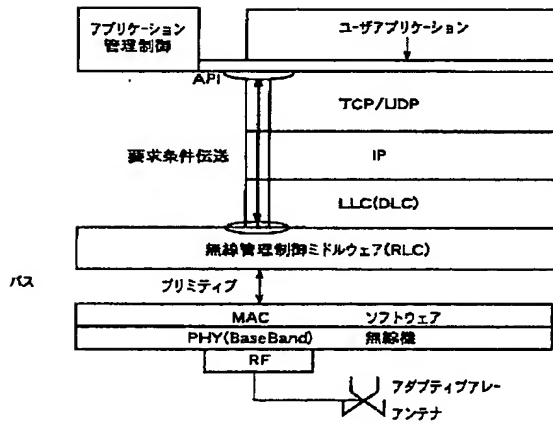 アプリケーション
管理制御
ユーザアプリケーション
API
TCP/UDP
要求条件伝送
IP
LLC(DLC)
無線管理制御ミドルウェア(RLC)
バス
プリミティブ
MAC ソフトウェア
PHY(BaseBand) 無線機
RF
アダプティブアレー
アンテナ